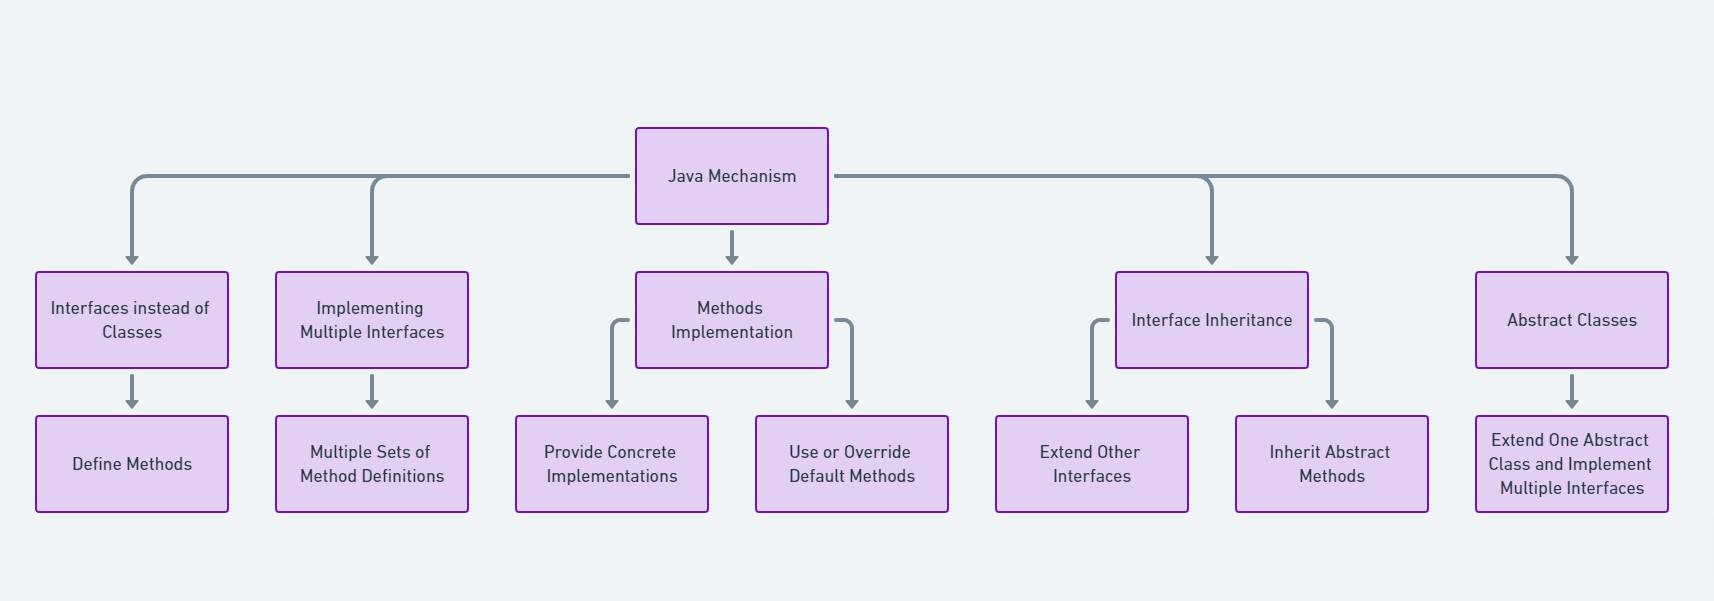 Java Mechanism
Interfaces instead of
Classes
Implementing
Multiple Interfaces
Methods
Implementation
Interface Inheritance
Abstract Classes
Define Methods
Multiple Sets of
Method Definitions
Provide Concrete
Implementations
Use or Override
Default Methods
Extend Other
Interfaces
Inherit Abstract
Methods
Extend One Abstract
Class and Implement
Multiple Interfaces